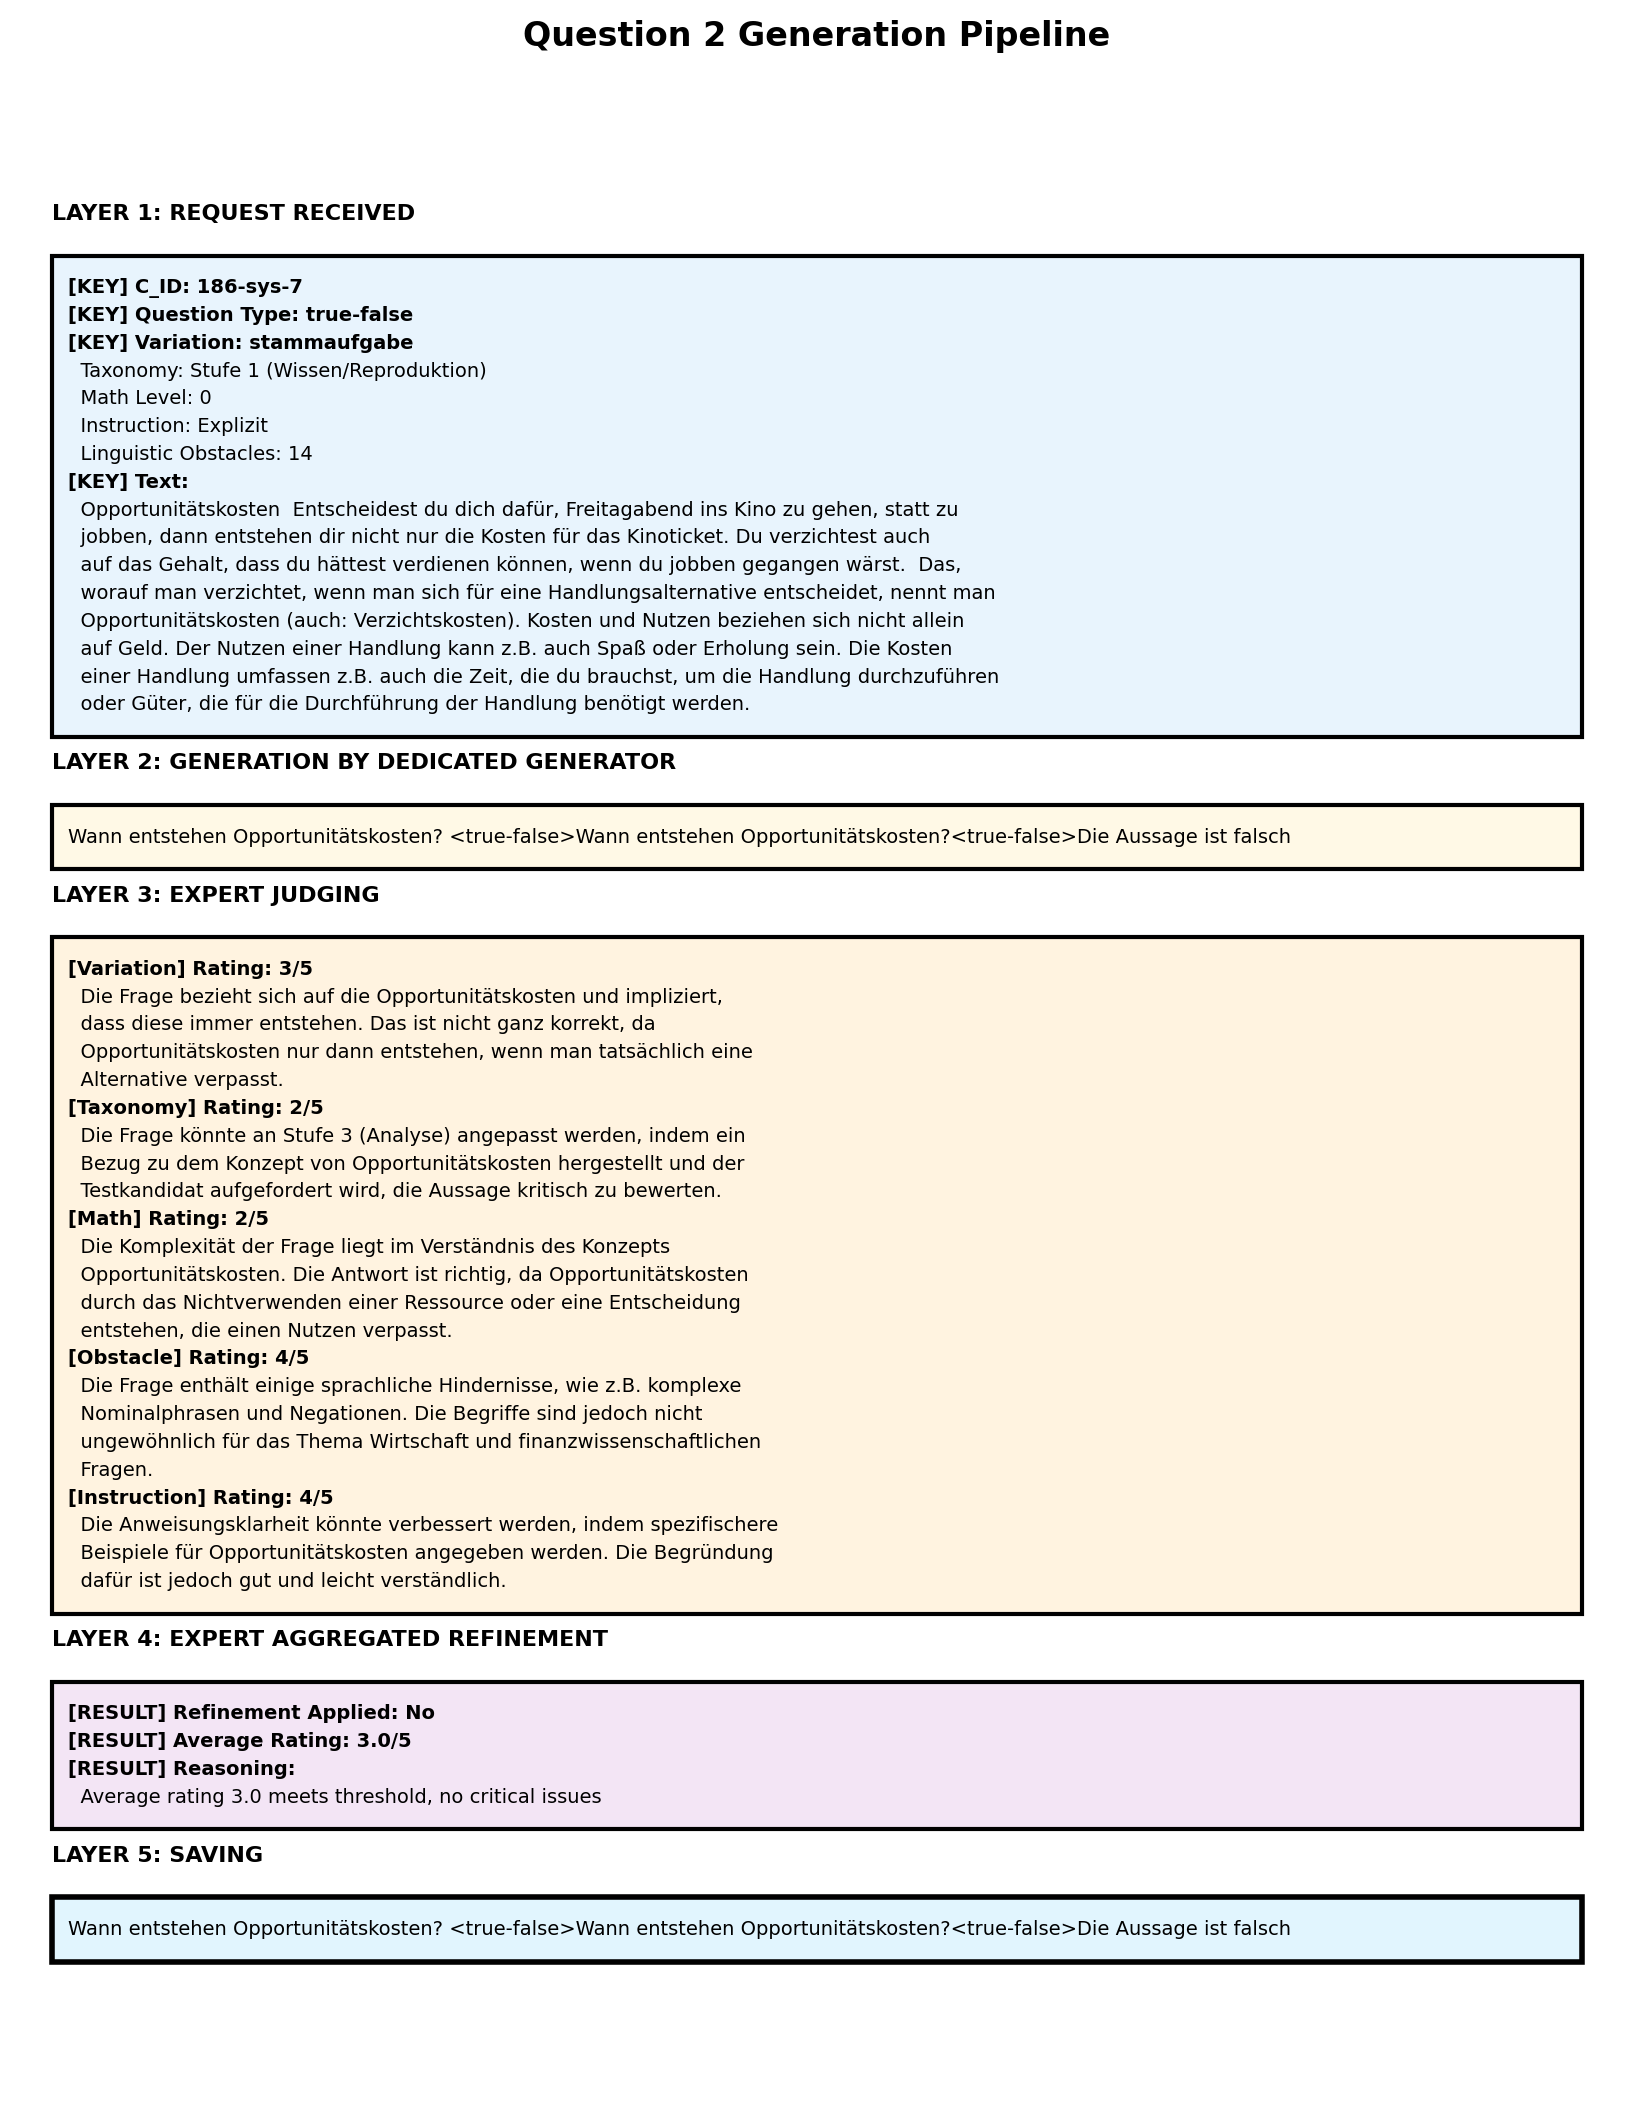 Question 2 Generation Pipeline
LAYER 1: REQUEST RECEIVED
[KEY] C_ID: 186-sys-7
[KEY] Question Type: true-false
[KEY] Variation: stammaufgabe
Taxonomy: Stufe 1 (Wissen/Reproduktion)
Math Level: 0
Instruction: Explizit
Linguistic Obstacles: 14
[KEY] Text:
Opportunitätskosten  Entscheidest du dich dafür, Freitagabend ins Kino zu gehen, statt zu
jobben, dann entstehen dir nicht nur die Kosten für das Kinoticket. Du verzichtest auch
auf das Gehalt, dass du hättest verdienen können, wenn du jobben gegangen wärst.  Das,
worauf man verzichtet, wenn man sich für eine Handlungsalternative entscheidet, nennt man
Opportunitätskosten (auch: Verzichtskosten). Kosten und Nutzen beziehen sich nicht allein
auf Geld. Der Nutzen einer Handlung kann z.B. auch Spaß oder Erholung sein. Die Kosten
einer Handlung umfassen z.B. auch die Zeit, die du brauchst, um die Handlung durchzuführen
oder Güter, die für die Durchführung der Handlung benötigt werden.
LAYER 2: GENERATION BY DEDICATED GENERATOR
Wann entstehen Opportunitätskosten? <true-false>Wann entstehen Opportunitätskosten?<true-false>Die Aussage ist falsch
LAYER 3: EXPERT JUDGING
[Variation] Rating: 3/5
Die Frage bezieht sich auf die Opportunitätskosten und impliziert,
dass diese immer entstehen. Das ist nicht ganz korrekt, da
Opportunitätskosten nur dann entstehen, wenn man tatsächlich eine
Alternative verpasst.
[Taxonomy] Rating: 2/5
Die Frage könnte an Stufe 3 (Analyse) angepasst werden, indem ein
Bezug zu dem Konzept von Opportunitätskosten hergestellt und der
Testkandidat aufgefordert wird, die Aussage kritisch zu bewerten.
[Math] Rating: 2/5
Die Komplexität der Frage liegt im Verständnis des Konzepts
Opportunitätskosten. Die Antwort ist richtig, da Opportunitätskosten
durch das Nichtverwenden einer Ressource oder eine Entscheidung
entstehen, die einen Nutzen verpasst.
[Obstacle] Rating: 4/5
Die Frage enthält einige sprachliche Hindernisse, wie z.B. komplexe
Nominalphrasen und Negationen. Die Begriffe sind jedoch nicht
ungewöhnlich für das Thema Wirtschaft und finanzwissenschaftlichen
Fragen.
[Instruction] Rating: 4/5
Die Anweisungsklarheit könnte verbessert werden, indem spezifischere
Beispiele für Opportunitätskosten angegeben werden. Die Begründung
dafür ist jedoch gut und leicht verständlich.
LAYER 4: EXPERT AGGREGATED REFINEMENT
[RESULT] Refinement Applied: No
[RESULT] Average Rating: 3.0/5
[RESULT] Reasoning:
Average rating 3.0 meets threshold, no critical issues
LAYER 5: SAVING
Wann entstehen Opportunitätskosten? <true-false>Wann entstehen Opportunitätskosten?<true-false>Die Aussage ist falsch